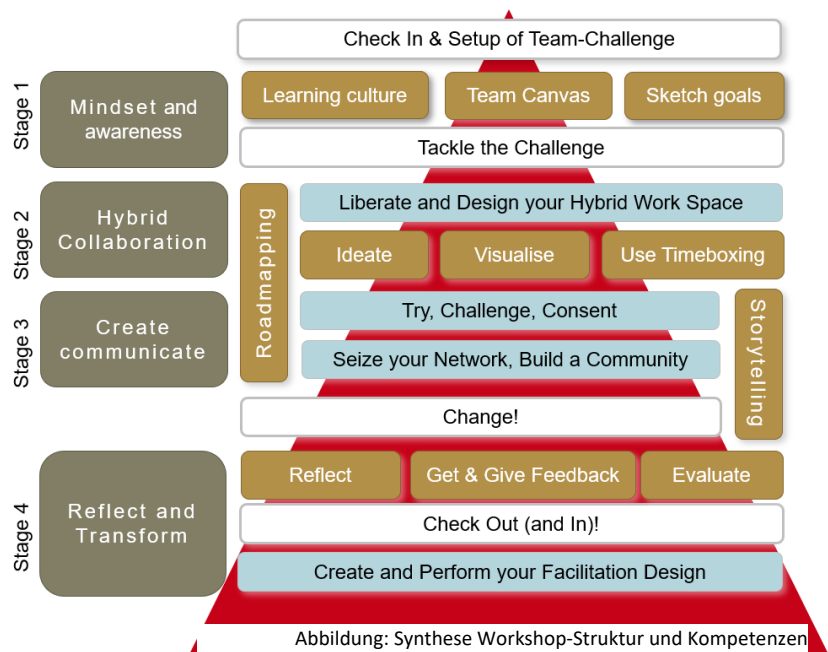 Check In & Setup of Team-Challenge
Stage 1
Mindset and
awareness
Learning culture
Team Canvas
Sketch goals
Tackle the Challenge
Stage 2
Hybrid
Collaboration
Roadmapping
Liberate and Design your Hybrid Work Space
Ideate
Visualise
Use Timeboxing
Stage 3
Create
communicate
Try, Challenge, Consent
Seize your Network, Build a Community
Storytelling
Change!
Stage 4
Reflect and
Transform
Reflect
Get & Give Feedback
Evaluate
Check Out (and In)!
Create and Perform your Facilitation Design
Abbildung: Synthese Workshop-Struktur und Kompetenzen